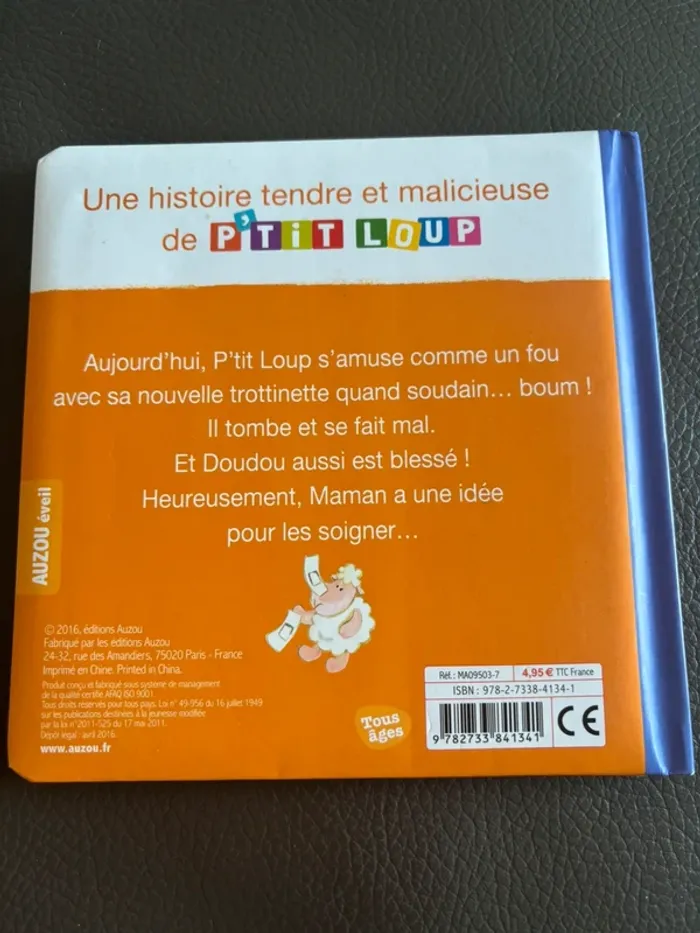 Une histoire tendre et malicieuse
de P'TIT LOUP
Aujourd'hui, P'tit Loup s'amuse comme un fou
avec sa nouvelle trottinette quand soudain... boum !
Il tombe et se fait mal.
Et Doudou aussi est blessé !
Heureusement, Maman a une idée
pour les soigner...
AUZOU éveil
© 2016, éditions Auzou
Fabriqué par les éditions Auzou
24-32, rue des Amandiers, 75020 Paris - France
Imprimé en Chine. Printed in China.
Produit conçu et fabriqué sous système de management
de la qualité certifié AFAQ ISO 9001.
Tous droits réservés pour tous pays. Loi n° 49-956 du 16 juillet 1949
sur les publications destinées à la jeunesse modifiée
par la loi n°2011-525 du 17 mai 2011.
Dépôt légal : avril 2016.
www.auzou.fr
Tous
âges
Réf.: MA09503-7
4,95 € TTC France
ISBN : 978-2-7338-4134-1
9 782733 841341
CE